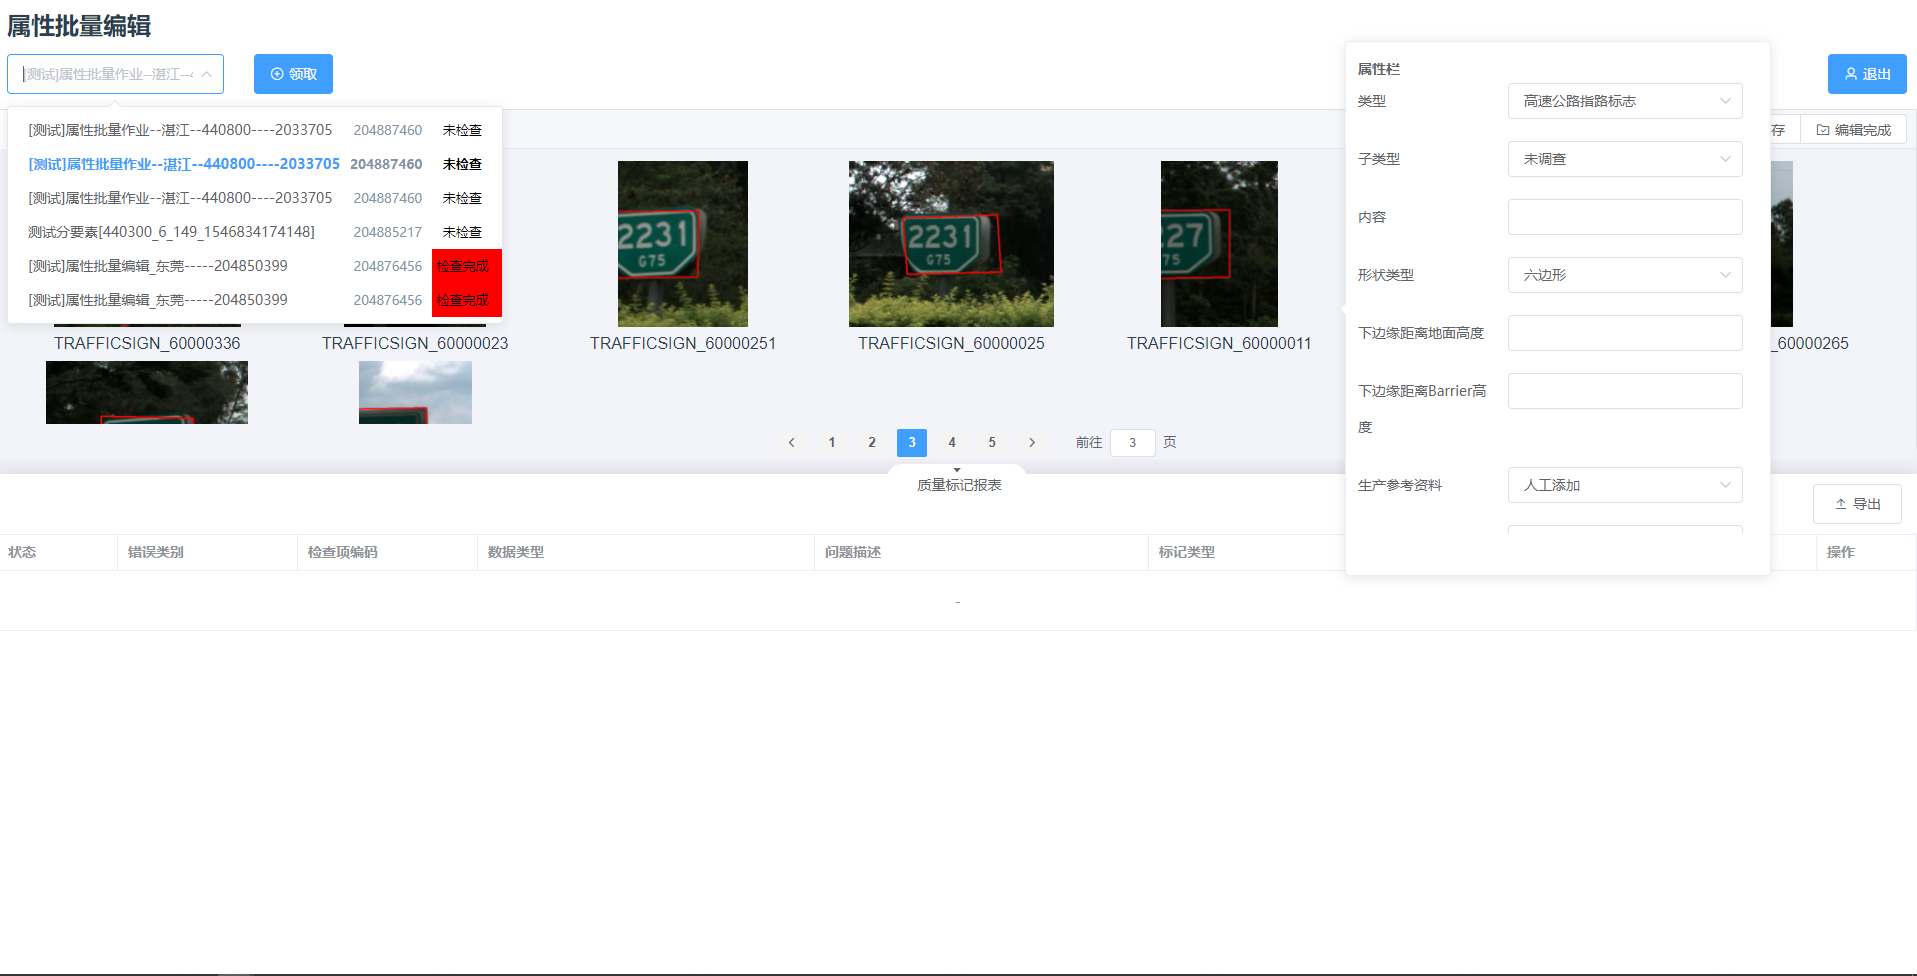 属性批量编辑
[测试]属性批量作业--湛江--4
领取
退出
[测试]属性批量作业--湛江--440800----2033705 204887460 未检查
[测试]属性批量作业--湛江--440800----2033705 204887460 未检查
[测试]属性批量作业--湛江--440800----2033705 204887460 未检查
测试分要素[440300_6_149_1546834174148] 204885217 未检查
[测试]属性批量编辑_东莞-----204850399 204876456 检查完成
[测试]属性批量编辑_东莞-----204850399 204876456 检查完成
存 编辑完成
2231
G75
2231
G75
227
75
TRAFFICSIGN_60000336
TRAFFICSIGN_60000023
TRAFFICSIGN_60000251
TRAFFICSIGN_60000025
TRAFFICSIGN_60000011
_60000265
属性栏
类型 高速公路指路标志
子类型 未调查
内容
形状类型 六边形
下边缘距离地面高度
下边缘距离Barrier高
度
生产参考资料 人工添加
1 2 3 4 5 前往 3 页
质量标记报表
导出
状态 错误类别 检查项编码 数据类型 问题描述 标记类型 操作
-